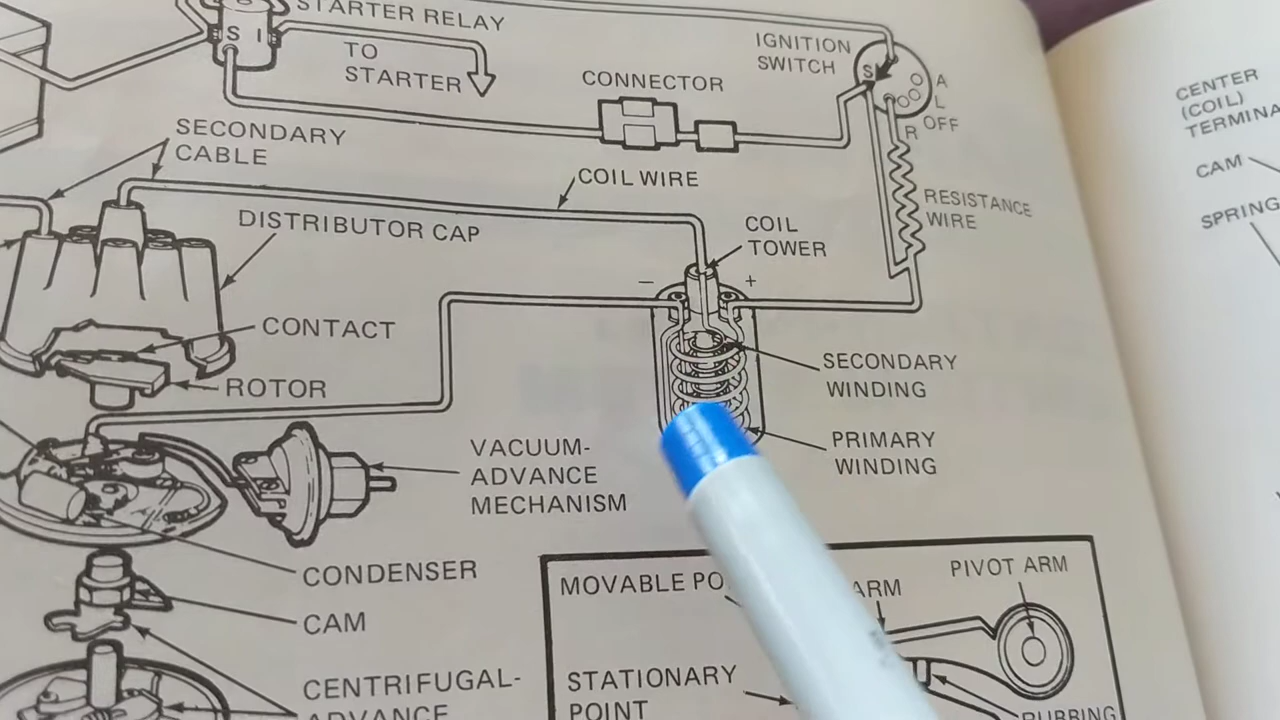 STARTER RELAY
S I
TO
STARTER
CONNECTOR
IGNITION
SWITCH
S
A
L
OFF
R
SECONDARY
CABLE
COIL WIRE
RESISTANCE
WIRE
DISTRIBUTOR CAP
COIL
TOWER
–
+
CONTACT
ROTOR
SECONDARY
WINDING
PRIMARY
WINDING
VACUUM-
ADVANCE
MECHANISM
CONDENSER
CAM
CENTRIFUGAL-
ADVANCE
MOVABLE
ARM
PIVOT ARM
STATIONARY
POINT
RUBBING
CENTER
(COIL)
CAM
SPRING